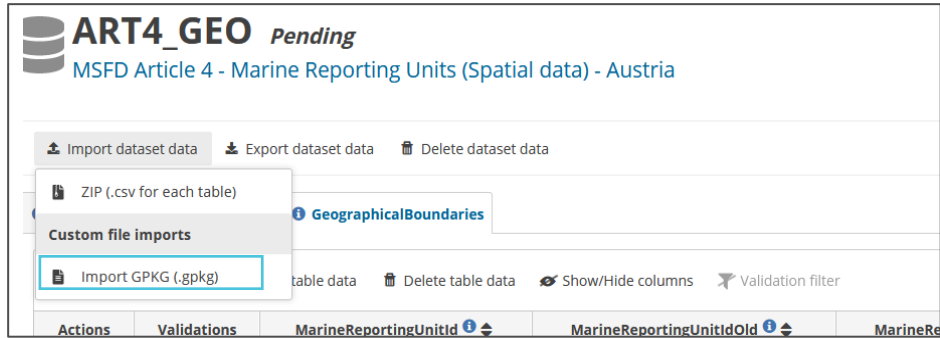 ART4_GEO Pending
MSFD Article 4 - Marine Reporting Units (Spatial data) - Austria
Import dataset data Export dataset data Delete dataset data
ZIP (.csv for each table)
GeographicalBoundaries
Custom file imports
Import GPKG (.gpkg)
table data Delete table data Show/Hide columns Validation filter
Actions Validations MarineReportingUnitId MarineReportingUnitIdOld MarineRe